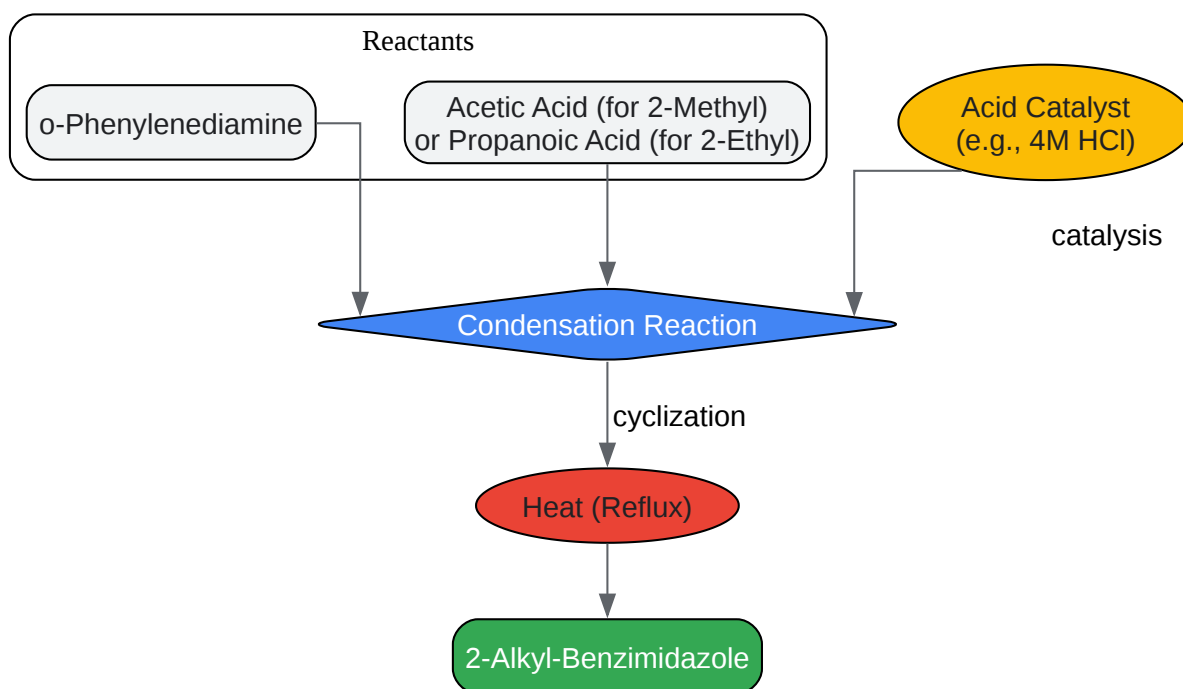 Reactants
o-Phenylenediamine
Acetic Acid (for 2-Methyl)
or Propanoic Acid (for 2-Ethyl)
Acid Catalyst
(e.g., 4M HCl)
catalysis
Condensation Reaction
cyclization
Heat (Reflux)
2-Alkyl-Benzimidazole